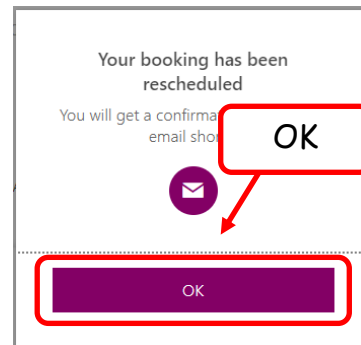 Your booking has been
rescheduled
You will get a confirma
email sho
OK
OK